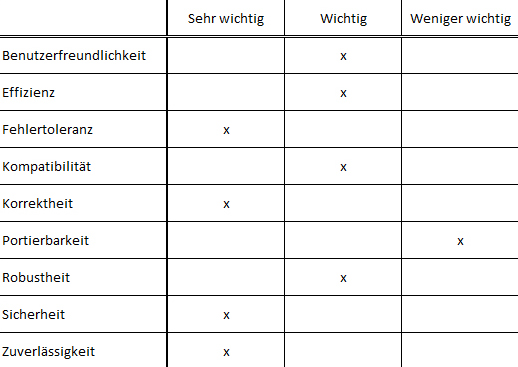 Sehr wichtig Wichtig Weniger wichtig
Benutzerfreundlichkeit x
Effizienz x
Fehlertoleranz x
Kompatibilität x
Korrektheit x
Portierbarkeit x
Robustheit x
Sicherheit x
Zuverlässigkeit x